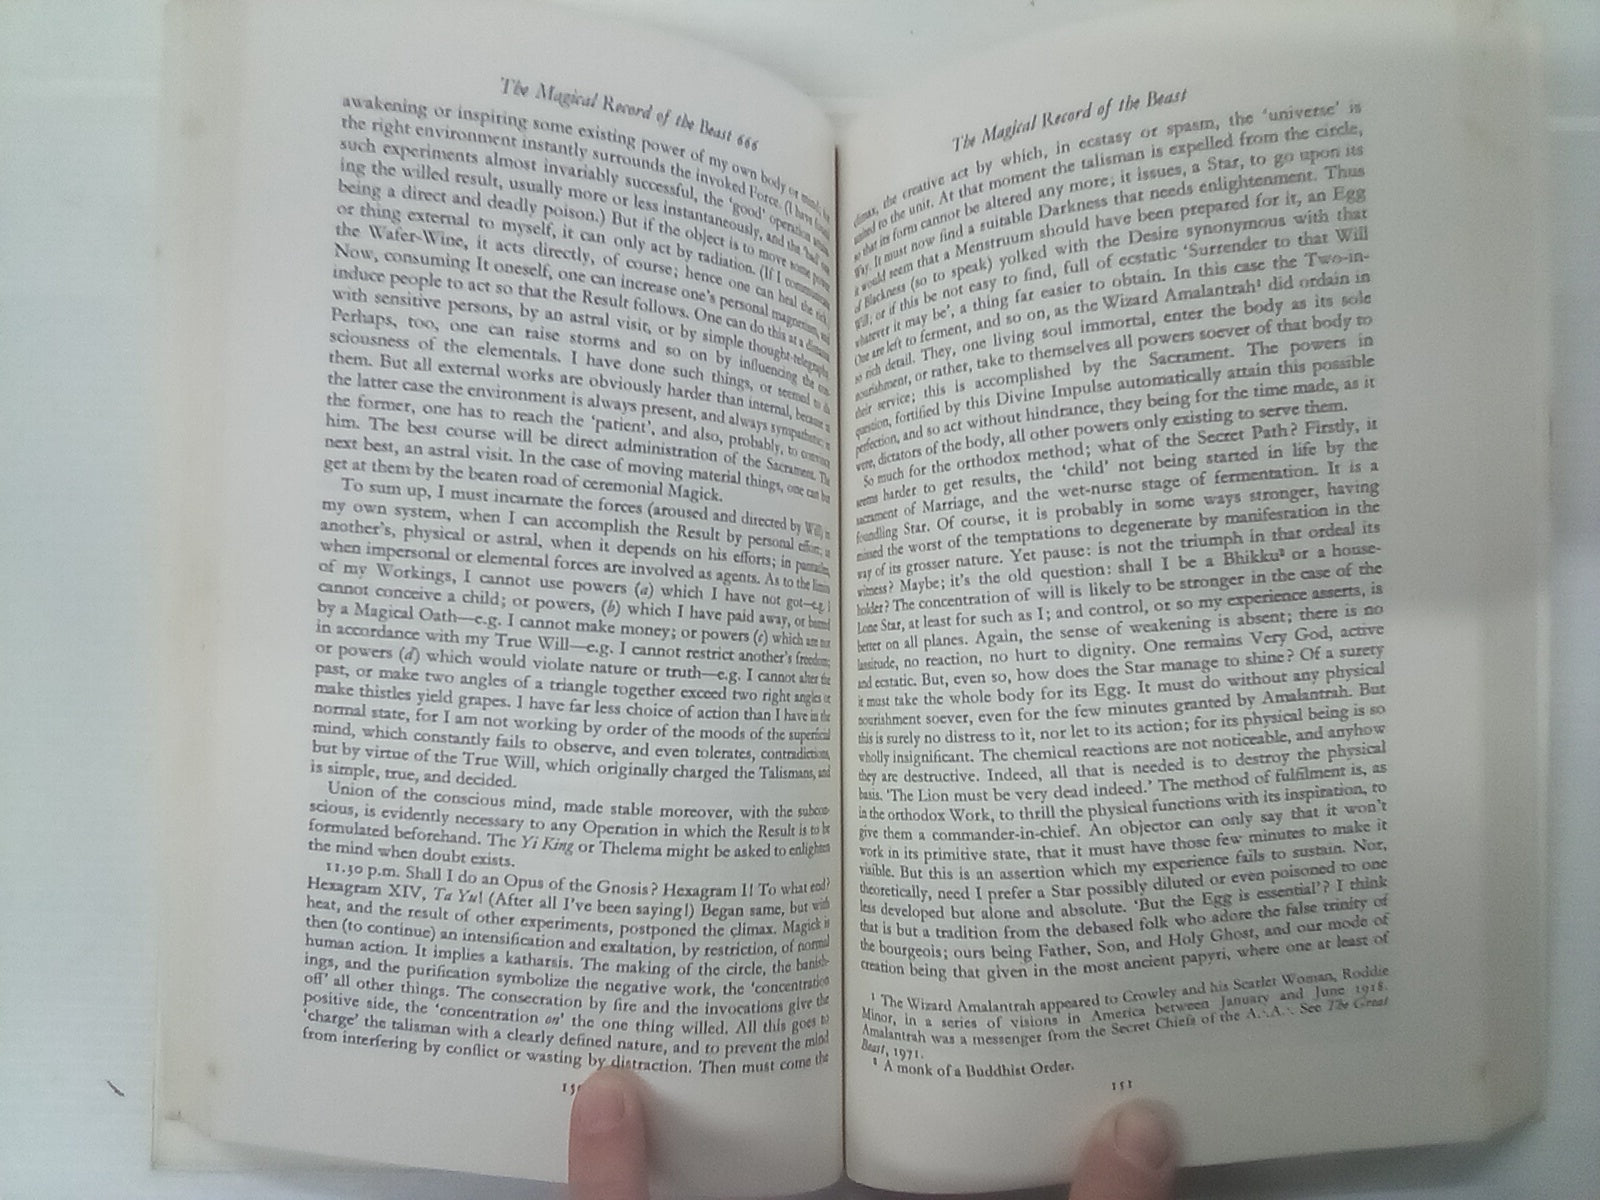 The Magical Record of the Beast 666
awakening or inspiring some existing power of my own body or mind,
the right environment instantly surrounds the invoked Force. (I have found
such experiments almost invariably successful, the 'good' operation
ing the willed result, usually more or less instantaneously, and the 'bad' one
being a direct and deadly poison.) But if the object is to move some person
or thing external to myself, it can only act by radiation. (If I communicate
the Wafer-Wine, it acts directly, of course; hence one can heal the sick.)
Now, consuming It oneself, one can increase one's personal magnetism, and
induce people to act so that the Result follows. One can do this at a distance
with sensitive persons, by an astral visit, or by simple thought-telegraphy.
Perhaps, too, one can raise storms and so on by influencing the con-
sciousness of the elementals. I have done such things, or seemed to do
them. But all external works are obviously harder than internal, because in
the latter case the environment is always present, and always sympathetic; in
the former, one has to reach the 'patient', and also, probably, to convince
him. The best course will be direct administration of the Sacrament. The
next best, an astral visit. In the case of moving material things, one can but
get at them by the beaten road of ceremonial Magick.
To sum up, I must incarnate the forces (aroused and directed by Will) in
my own system, when I can accomplish the Result by personal effort; in
another's, physical or astral, when it depends on his efforts; in pantacles,
when impersonal or elemental forces are involved as agents. As to the limits
of my Workings, I cannot use powers (a) which I have not got—e.g. I
cannot conceive a child; or powers, (b) which I have paid away, or bound
by a Magical Oath—e.g. I cannot make money; or powers (c) which are not
in accordance with my True Will—e.g. I cannot restrict another's freedom;
or powers (d) which would violate nature or truth—e.g. I cannot alter the
past, or make two angles of a triangle together exceed two right angles or
make thistles yield grapes. I have far less choice of action than I have in the
normal state, for I am not working by order of the moods of the superficial
mind, which constantly fails to observe, and even tolerates, contradictions,
but by virtue of the True Will, which originally charged the Talismans, and
is simple, true, and decided.
Union of the conscious mind, made stable moreover, with the subcon-
scious, is evidently necessary to any Operation in which the Result is to be
formulated beforehand. The Yi King or Thelema might be asked to enlighten
the mind when doubt exists.
11.30 p.m. Shall I do an Opus of the Gnosis? Hexagram I! To what end?
Hexagram XIV, Ta Yu! (After all I've been saying!) Began same, but with
heat, and the result of other experiments, postponed the climax. Magick is
then (to continue) an intensification and exaltation, by restriction, of normal
human action. It implies a katharsis. The making of the circle, the banish-
ings, and the purification symbolize the negative work, the 'concentration
off' all other things. The consecration by fire and the invocations give the
positive side, the 'concentration on' the one thing willed. All this goes to
'charge' the talisman with a clearly defined nature, and to prevent the mind
from interfering by conflict or wasting by distraction. Then must come the
The Magical Record of the Beast
climax, the creative act by which, in ecstasy or spasm, the 'universe' is
united to the unit. At that moment the talisman is expelled from the circle,
so that its form cannot be altered any more; it issues, a Star, to go upon its
Way. It must now find a suitable Darkness that needs enlightenment. Thus
it would seem that a Menstruum should have been prepared for it, an Egg
of Blackness (so to speak) yolked with the Desire synonymous with that
Will; or if this be not easy to find, full of ecstatic 'Surrender to that Will
whatever it may be', a thing far easier to obtain. In this case the Two-in-
One are left to ferment, and so on, as the Wizard Amalantrah¹ did ordain in
so rich detail. They, one living soul immortal, enter the body as its sole
nourishment, or rather, take to themselves all powers soever of that body to
their service; this is accomplished by the Sacrament. The powers in
question, fortified by this Divine Impulse automatically attain this possible
perfection, and so act without hindrance, they being for the time made, as it
were, dictators of the body, all other powers only existing to serve them.
So much for the orthodox method; what of the Secret Path? Firstly, it
seems harder to get results, the 'child' not being started in life by the
sacrament of Marriage, and the wet-nurse stage of fermentation. It is a
foundling Star. Of course, it is probably in some ways stronger, having
missed the worst of the temptations to degenerate by manifestation in the
way of its grosser nature. Yet pause: is not the triumph in that ordeal its
witness? Maybe; it's the old question: shall I be a Bhikku² or a house-
holder? The concentration of will is likely to be stronger in the case of the
Lone Star, at least for such as I; and control, or so my experience asserts, is
better on all planes. Again, the sense of weakening is absent; there is no
lassitude, no reaction, no hurt to dignity. One remains Very God, active
and ecstatic. But, even so, how does the Star manage to shine? Of a surety
it must take the whole body for its Egg. It must do without any physical
nourishment soever, even for the few minutes granted by Amalantrah. But
this is surely no distress to it, nor let to its action; for its physical being is so
wholly insignificant. The chemical reactions are not noticeable, and anyhow
they are destructive. Indeed, all that is needed is to destroy the physical
basis. 'The Lion must be very dead indeed.' The method of fulfilment is, as
in the orthodox Work, to thrill the physical functions with its inspiration, to
give them a commander-in-chief. An objector can only say that it won't
work in its primitive state, that it must have those few minutes to make it
visible. But this is an assertion which my experience fails to sustain. Nor,
theoretically, need I prefer a Star possibly diluted or even poisoned to one
less developed but alone and absolute. 'But the Egg is essential'? I think
that is but a tradition from the debased folk who adore the false trinity of
the bourgeois; ours being Father, Son, and Holy Ghost, and our mode of
creation being that given in the most ancient papyri, where one at least of
¹ The Wizard Amalantrah appeared to Crowley and his Scarlet Woman, Roddie
Minor, in a series of visions in America between January and June 1918.
Amalantrah was a messenger from the Secret Chiefs of the A.∴A.∴ See The Great
Beast, 1971.
² A monk of a Buddhist Order.
151